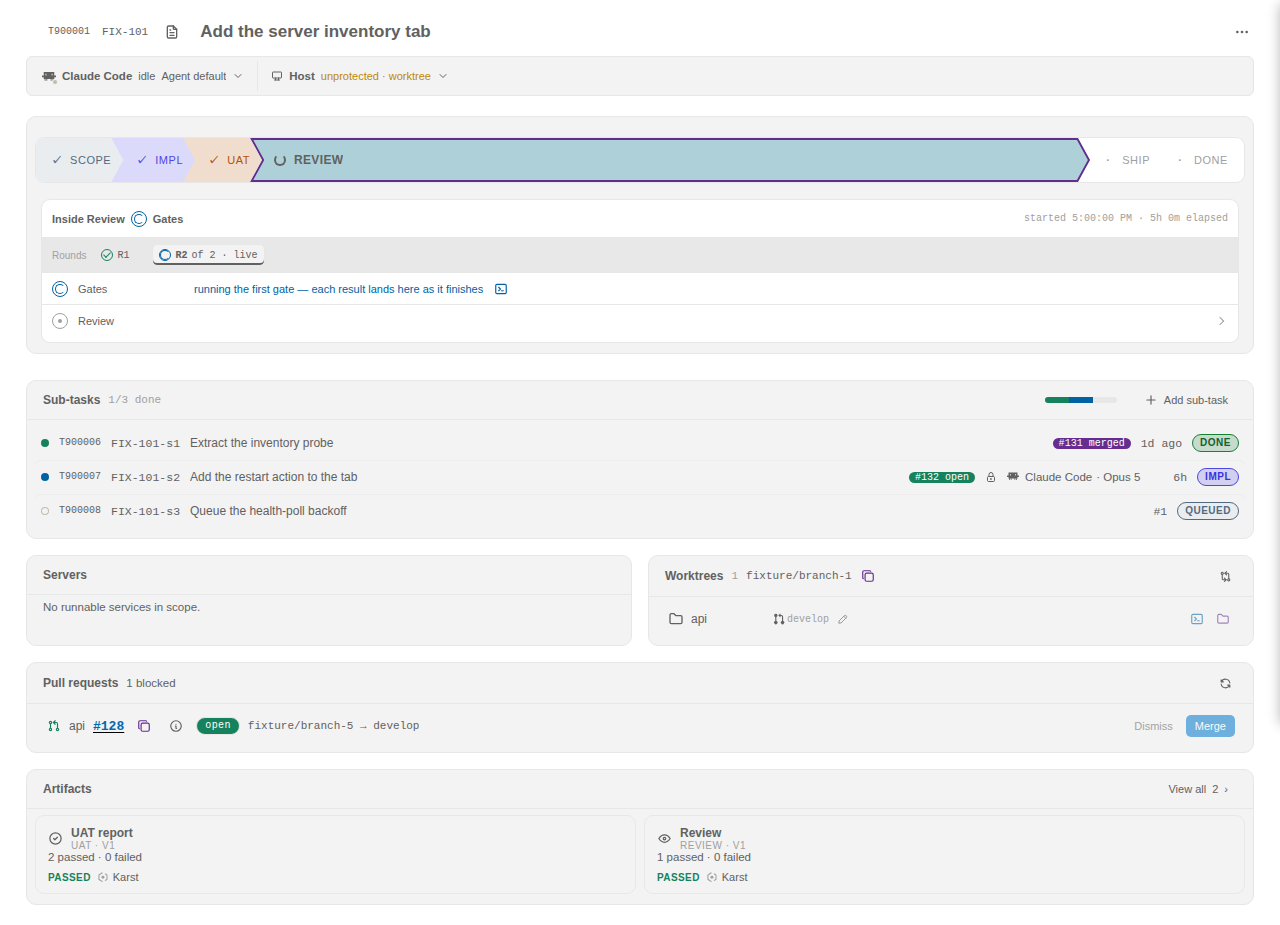 T900001 FIX-101 Add the server inventory tab
Claude Code idle Agent default Host unprotected · worktree
SCOPE IMPL UAT REVIEW SHIP DONE
Inside Review Gates started 5:00:00 PM · 5h 0m elapsed
Rounds R1 R2 of 2 · live
Gates running the first gate — each result lands here as it finishes
Review
Sub-tasks 1/3 done Add sub-task
T900006 FIX-101-s1 Extract the inventory probe #131 merged 1d ago DONE
T900007 FIX-101-s2 Add the restart action to the tab #132 open Claude Code · Opus 5 6h IMPL
T900008 FIX-101-s3 Queue the health-poll backoff #1 QUEUED
Servers
No runnable services in scope.
Worktrees 1 fixture/branch-1
api develop
Pull requests 1 blocked
api #128 open fixture/branch-5 → develop Dismiss Merge
Artifacts View all 2 ›
UAT report
UAT · V1
2 passed · 0 failed
PASSED Karst
Review
REVIEW · V1
1 passed · 0 failed
PASSED Karst